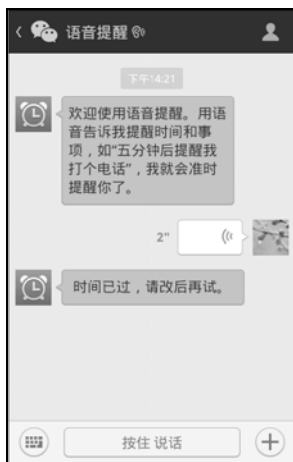 语音提醒
下午14:21
欢迎使用语音提醒。用语
音告诉我提醒时间和事
项，如“五分钟后提醒我
打个电话”，我就会准时
提醒你了。
2"
时间已过，请改后再试。
按住 说话